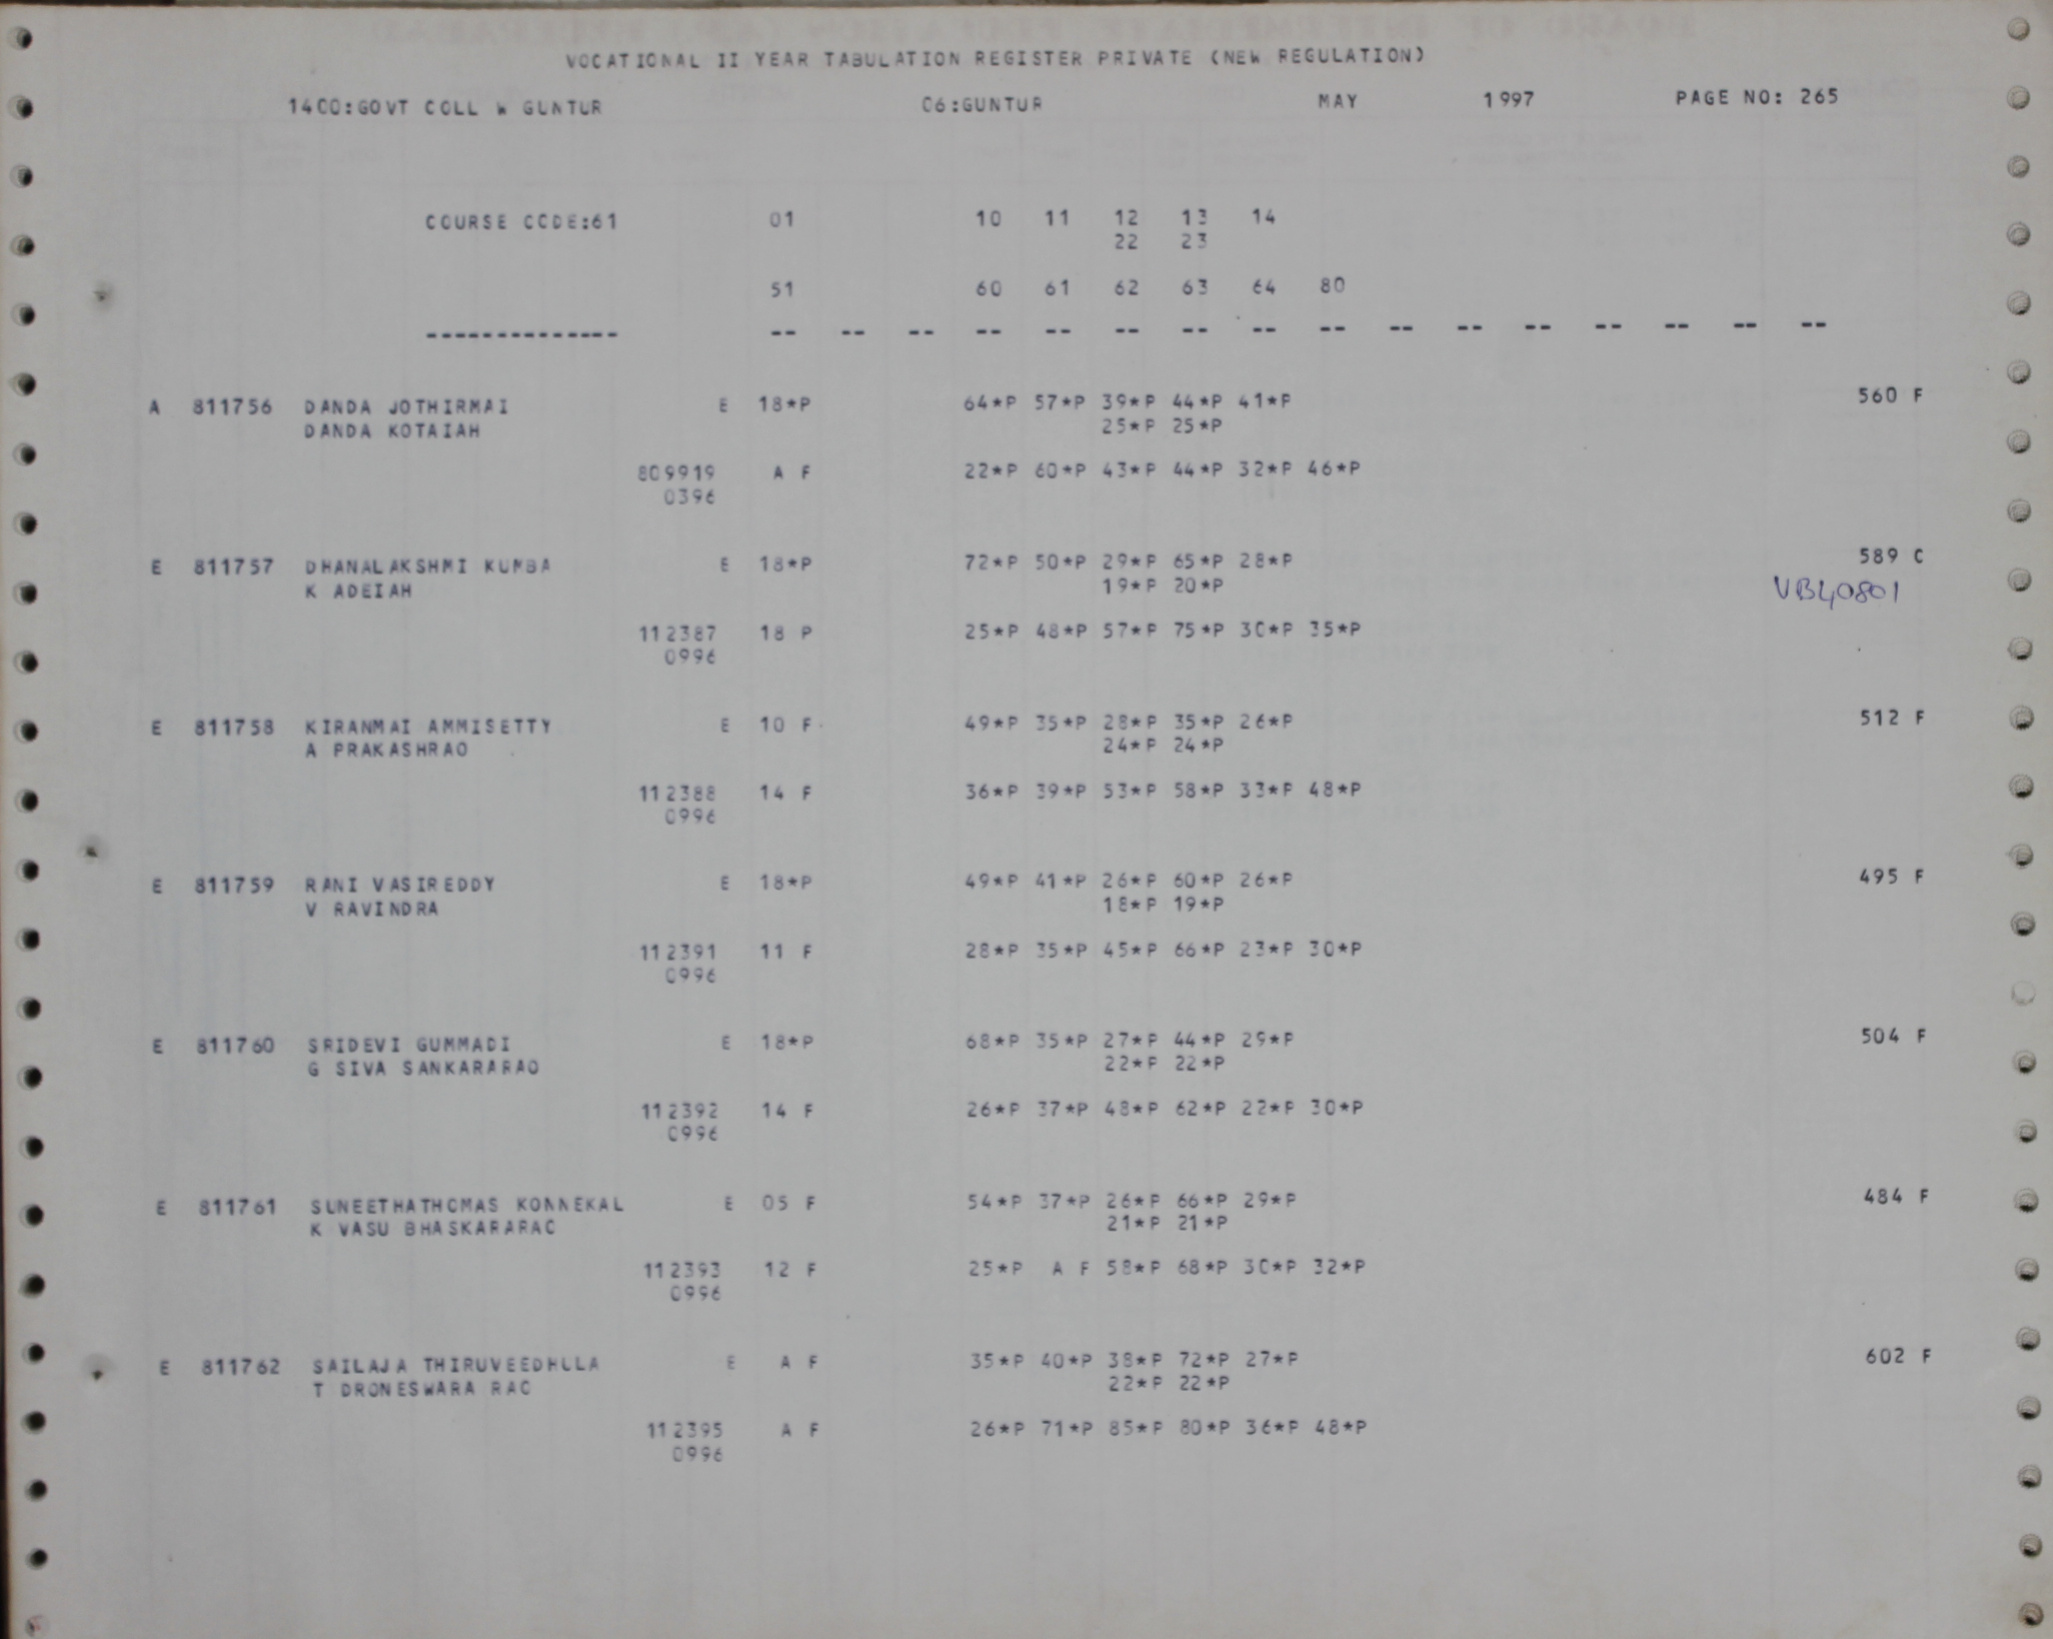 VOCATIONAL II YEAR TABULATION REGISTER PRIVATE (NEW REGULATION)
1400:GOVT COLL W GUNTUR 06:GUNTUR MAY 1997 PAGE NO: 265
COURSE CODE:61 01 10 11 12 13 14
22 23
51 60 61 62 63 64 80
-------------- -- -- -- -- -- -- -- -- -- -- -- -- -- -- -- --
A 811756 DANDA JOTHIRMAI E 18*P 64*P 57*P 39*P 44*P 41*P 560 F
DANDA KOTAIAH 25*P 25*P
809919 A F 22*P 60*P 43*P 44*P 32*P 46*P
0396
E 811757 DHANALAKSHMI KUMBA E 18*P 72*P 50*P 29*P 65*P 28*P 589 C
K ADEIAH 19*P 20*P VB40801
112387 18 P 25*P 48*P 57*P 75*P 30*P 35*P
0996
E 811758 KIRANMAI AMMISETTY E 10 F 49*P 35*P 28*P 35*P 26*P 512 F
A PRAKASHRAO 24*P 24*P
112388 14 F 36*P 39*P 53*P 58*P 33*P 48*P
0996
E 811759 RANI VASIREDDY E 18*P 49*P 41*P 26*P 60*P 26*P 495 F
V RAVINDRA 18*P 19*P
112391 11 F 28*P 35*P 45*P 66*P 23*P 30*P
0996
E 811760 SRIDEVI GUMMADI E 18*P 68*P 35*P 27*P 44*P 29*P 504 F
G SIVA SANKARARAO 22*P 22*P
112392 14 F 26*P 37*P 48*P 62*P 22*P 30*P
0996
E 811761 SUNEETHATHOMAS KONNEKAL E 05 F 54*P 37*P 26*P 66*P 29*P 484 F
K VASU BHASKARARAO 21*P 21*P
112393 12 F 25*P A F 58*P 68*P 30*P 32*P
0996
E 811762 SAILAJA THIRUVEEDHULA E A F 35*P 40*P 38*P 72*P 27*P 602 F
T DRONESWARA RAO 22*P 22*P
112395 A F 26*P 71*P 85*P 80*P 36*P 48*P
0996